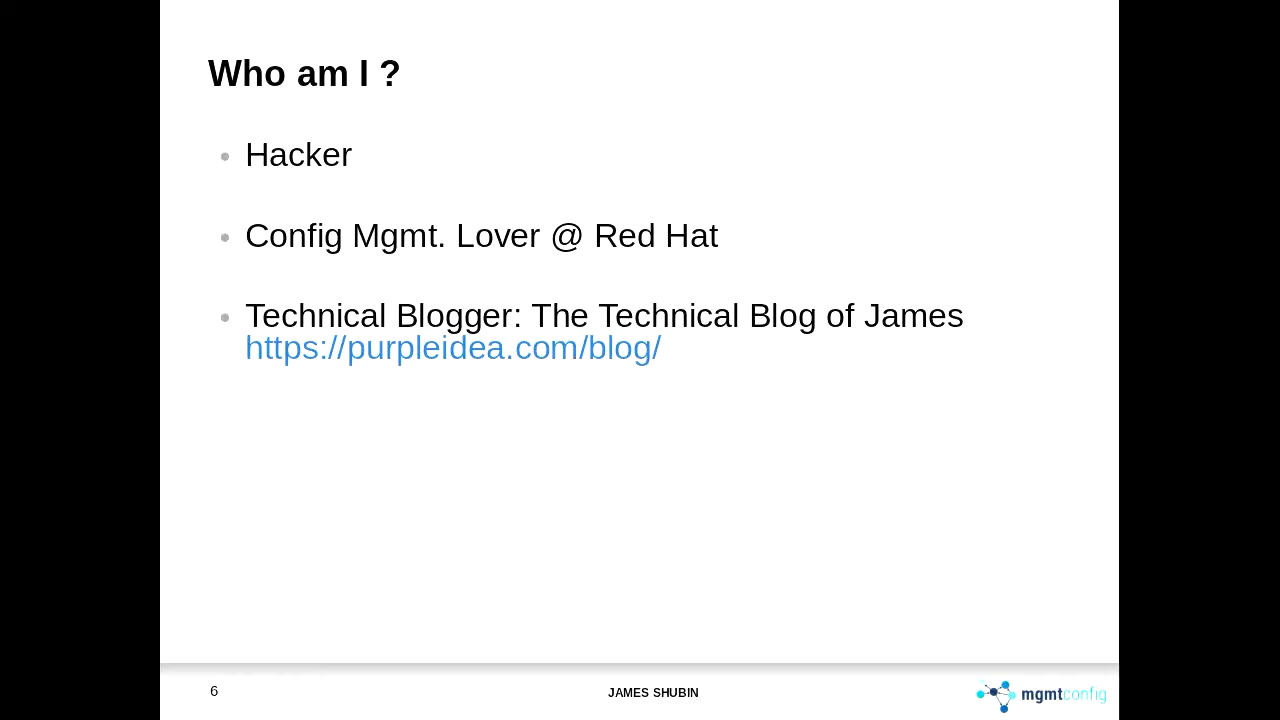 Who am I ?
Hacker
Config Mgmt. Lover @ Red Hat
Technical Blogger: The Technical Blog of James
https://purpleidea.com/blog/
6
JAMES SHUBIN
mgmtconfig